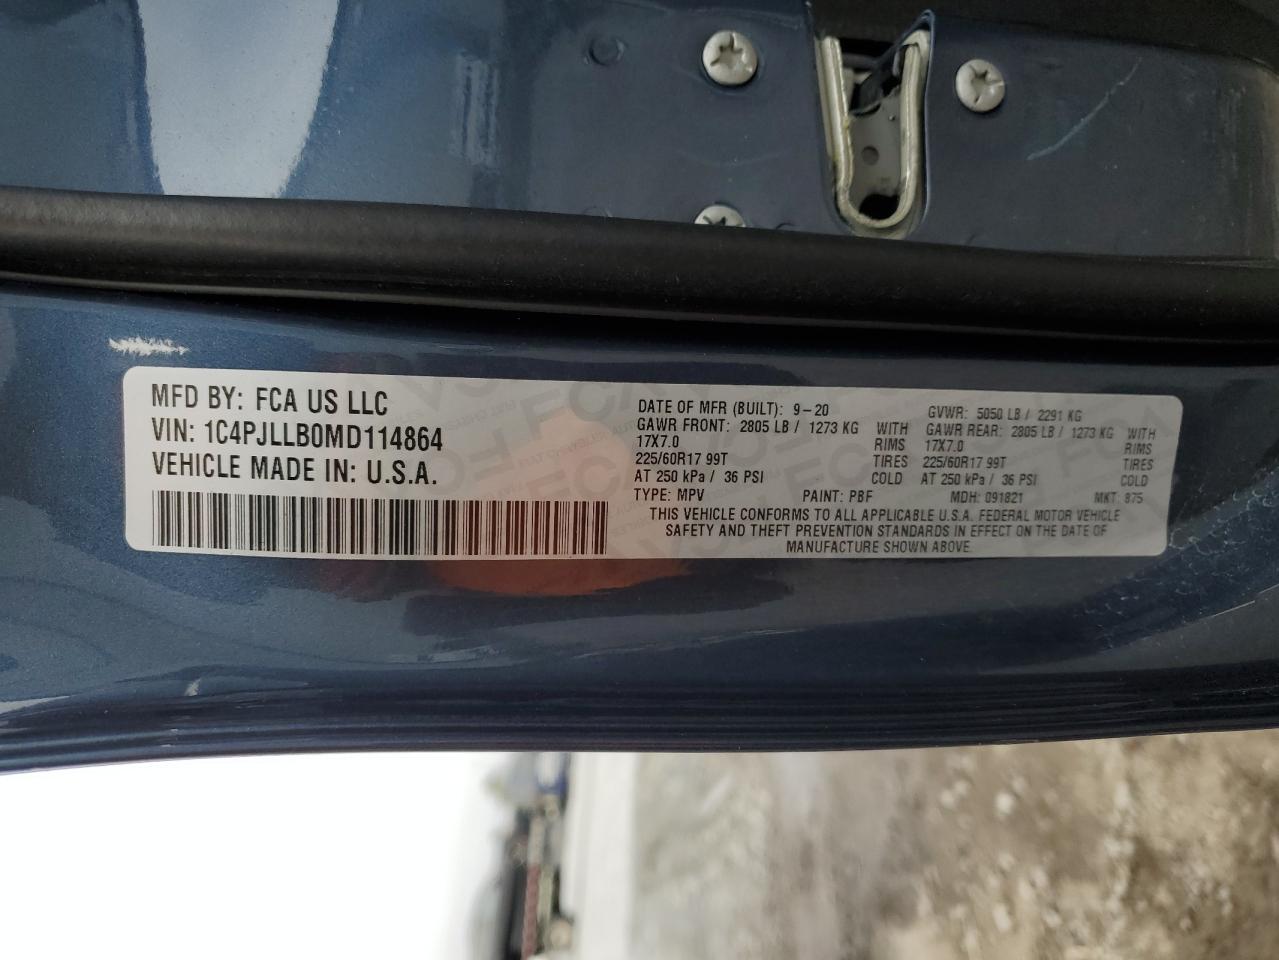 MFD BY: FCA US LLC
VIN: 1C4PJLLB0MD114864
VEHICLE MADE IN: U.S.A.
DATE OF MFR (BUILT): 9-20 GVWR: 5050 LB / 2291 KG
GAWR FRONT: 2805 LB / 1273 KG WITH GAWR REAR: 2805 LB / 1273 KG WITH
17X7.0 RIMS 17X7.0 RIMS
225/60R17 99T TIRES 225/60R17 99T TIRES
AT 250 kPa / 36 PSI COLD AT 250 kPa / 36 PSI COLD
TYPE: MPV PAINT: PBF MDH: 091821 MKT: 875
THIS VEHICLE CONFORMS TO ALL APPLICABLE U.S.A. FEDERAL MOTOR VEHICLE
SAFETY AND THEFT PREVENTION STANDARDS IN EFFECT ON THE DATE OF
MANUFACTURE SHOWN ABOVE.